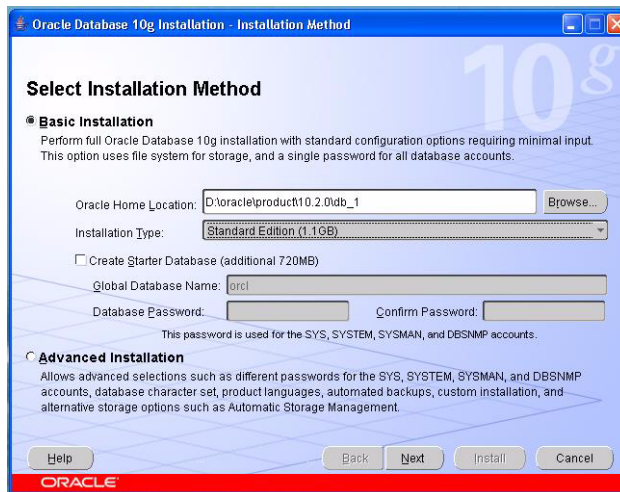 Oracle Database 10g Installation - Installation Method
10g
Select Installation Method
Basic Installation
Perform full Oracle Database 10g installation with standard configuration options requiring minimal input.
This option uses file system for storage, and a single password for all database accounts.
Oracle Home Location: D:\oracle\product\10.2.0\db_1 Browse...
Installation Type: Standard Edition (1.1GB)
Create Starter Database (additional 720MB)
Global Database Name: orcl
Database Password: Confirm Password:
This password is used for the SYS, SYSTEM, SYSMAN, and DBSNMP accounts.
Advanced Installation
Allows advanced selections such as different passwords for the SYS, SYSTEM, SYSMAN, and DBSNMP
accounts, database character set, product languages, automated backups, custom installation, and
alternative storage options such as Automatic Storage Management.
Help Back Next Install Cancel
ORACLE